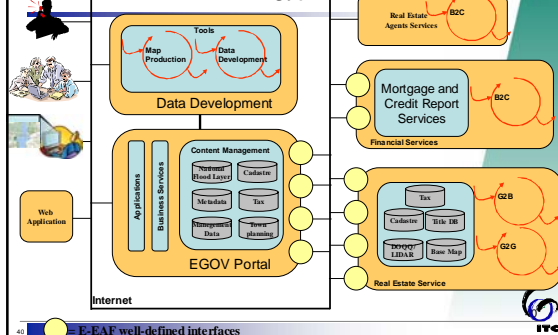 Real Estate
Agents Services
B2C
Tools
Map
Production
Data
Development
Data Development
Mortgage and
Credit Report
Services
B2C
Financial Services
Applications
Business Services
Content Management
National
Flood Layer
Cadastre
Metadata
Tax
Management
Data
Town
planning
EGOV Portal
Web
Application
Tax
Cadastre
Title DB
DOQQ/
LIDAR
Base Map
G2B
G2G
Real Estate Service
Internet
40
= E-EAF well-defined interfaces